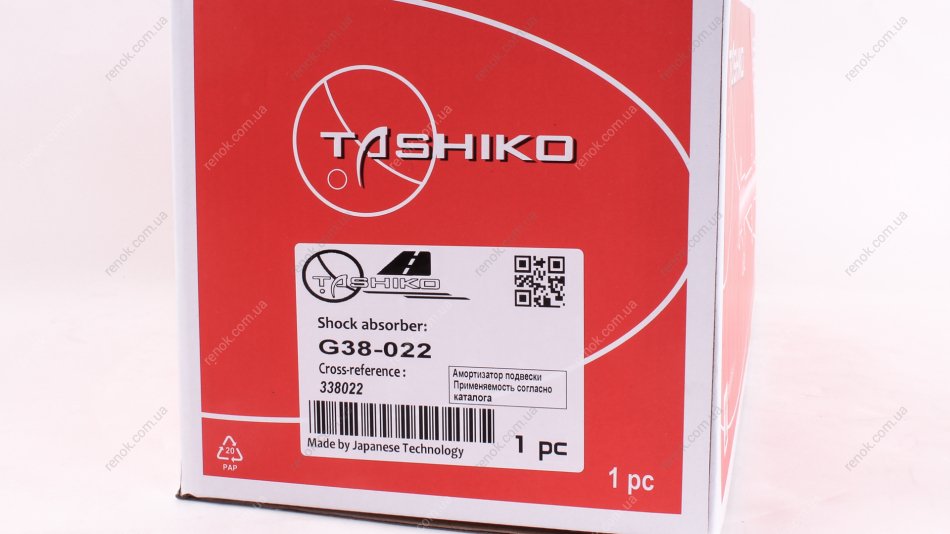 TASHIKO
TASHIKO
Shock absorber:
G38-022
Cross-reference :
338022
Амортизатор подвески
Применяемость согласно
каталога
Made by Japanese Technology
1 pc
20
PAP
1 pc
renok.com.ua